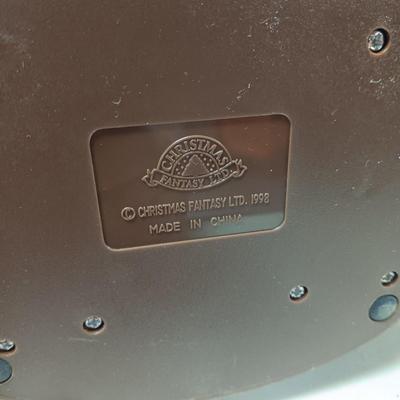 CHRISTMAS
FANTASY LTD.
© CHRISTMAS FANTASY LTD. 1998
MADE IN CHINA